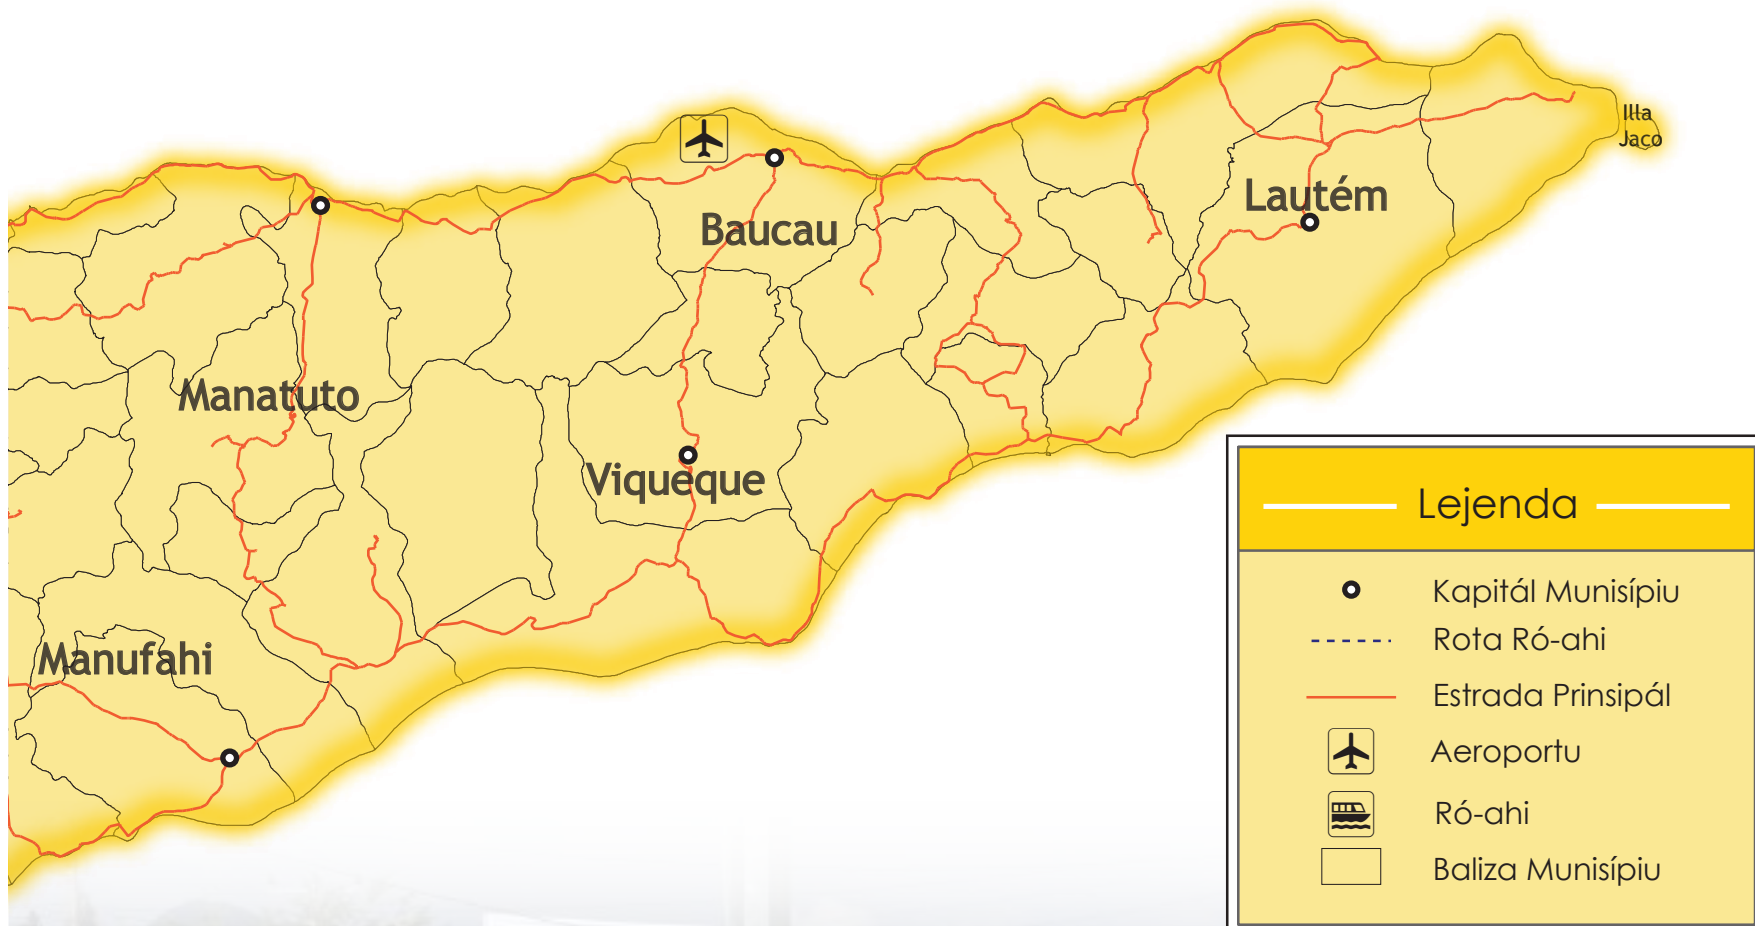 Illa
Jaco
Lautém
Baucau
Manatuto
Viqueque
Manufahi
Lejenda
Kapitál Munisípiu
Rota Ró-ahi
Estrada Prinsipál
Aeroportu
Ró-ahi
Baliza Munisípiu